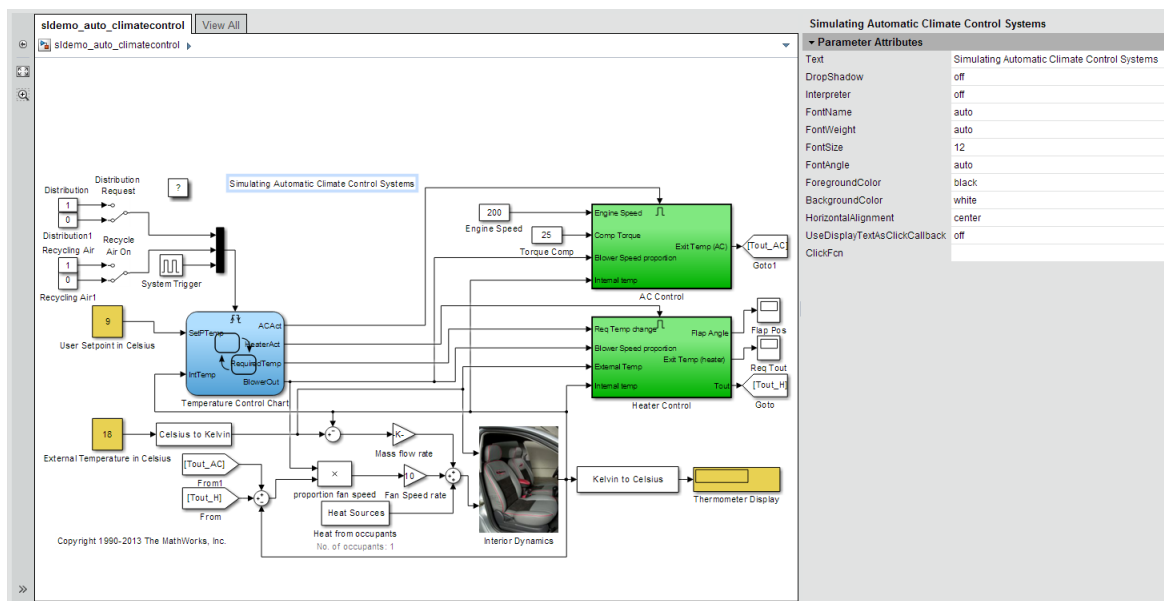 sldemo_auto_climatecontrol
View All
sldemo_auto_climatecontrol
Simulating Automatic Climate Control Systems
Parameter Attributes
Text Simulating Automatic Climate Control Systems
DropShadow off
Interpreter off
FontName auto
FontWeight auto
FontSize 12
FontAngle auto
ForegroundColor black
BackgroundColor white
HorizontalAlignment center
UseDisplayTextAsClickCallback off
ClickFcn
Simulating Automatic Climate Control Systems
?
Distribution
Distribution
Request
1
0
Distribution1
Recycling Air
Recycle
Air On
1
0
Recycling Air1
System Trigger
9
User Setpoint in Celsius
SetPTemp
IntTemp
ACAct
HeaterAct
RequiredTemp
BlowerOut
Temperature Control Chart
200
Engine Speed
25
Torque Comp
Engine Speed
Comp Torque
Blower Speed proportion
Internal temp
Exit Temp (AC)
AC Control
[Tout_AC]
Goto1
Req Temp change
Blower Speed proportion
External Temp
Internal temp
Flap Angle
Exit Temp (heater)
Tout
Heater Control
Flap Pos
Req Tout
[Tout_H]
Goto
18
External Temperature in Celsius
Celsius to Kelvin
-K-
Mass flow rate
[Tout_AC]
From1
[Tout_H]
From
×
proportion fan speed
10
Fan Speed rate
Heat Sources
Heat from occupants
No. of occupants: 1
Interior Dynamics
Kelvin to Celsius
Thermometer Display
Copyright 1990-2013 The MathWorks, Inc.